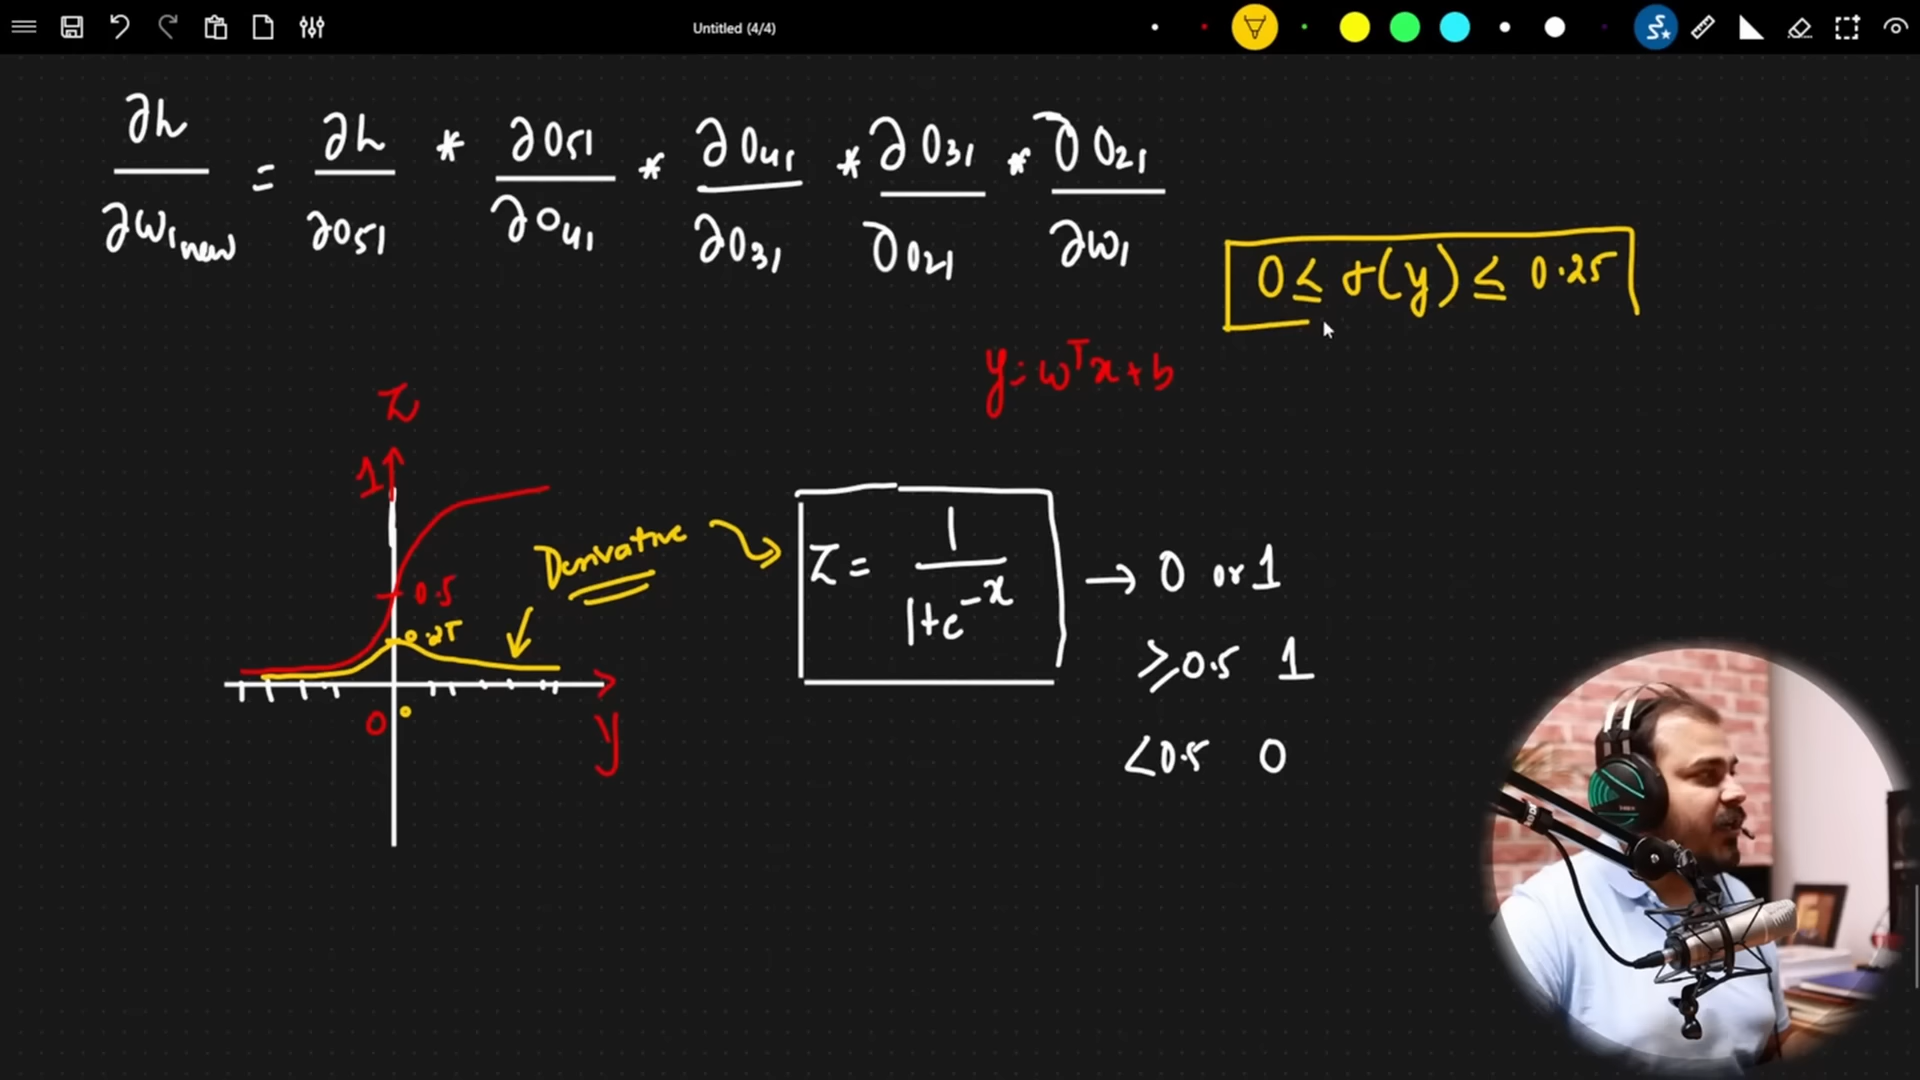 Untitled (4/4)
∂h/∂w₁new = ∂h/∂O51 * ∂O51/∂O41 * ∂O41/∂O31 * ∂O31/∂O21 * ∂O21/∂w₁
0 ≤ σ(y) ≤ 0.25
y = wᵀx + b
z
1
Derivative
z = 1/(1+e^-x) → 0 or 1
0.5
0.25
≥0.5 1
0
y
<0.5 0